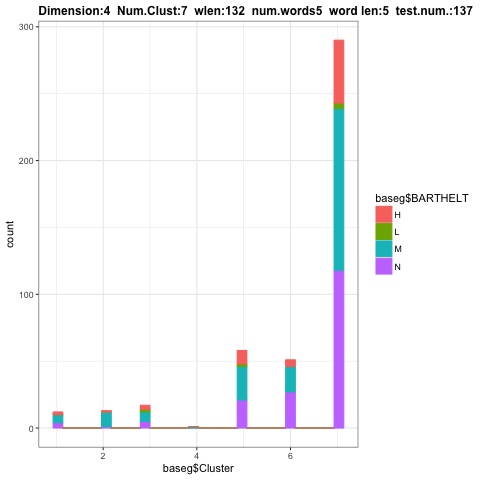 Dimension:4 Num.Clust:7 wlen:132 num.words5 word len:5 test.num.:137
300
200
100
0
count
2
4
6
baseg$Cluster
baseg$BARTHELT
H
L
M
N